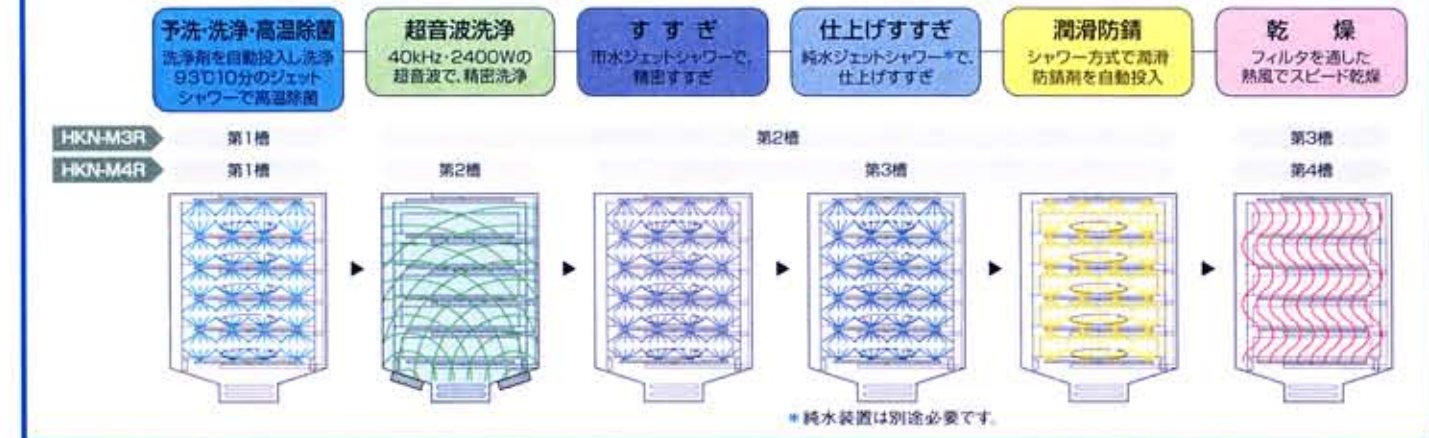 予洗・洗浄・高温除菌
洗浄剤を自動投入し洗浄
93℃10分のジェット
シャワーで高温除菌
超音波洗浄
40kHz・2400Wの
超音波で、精密洗浄
すすぎ
市水ジェットシャワーで、
精密すすぎ
仕上げすすぎ
純水ジェットシャワー*で、
仕上げすすぎ
潤滑防錆
シャワー方式で潤滑
防錆剤を自動投入
乾 燥
フィルタを通した
熱風でスピード乾燥
HKN-M3R 第1槽 第2槽 第3槽
HKN-M4R 第1槽 第2槽 第3槽 第4槽
*純水装置は別途必要です。